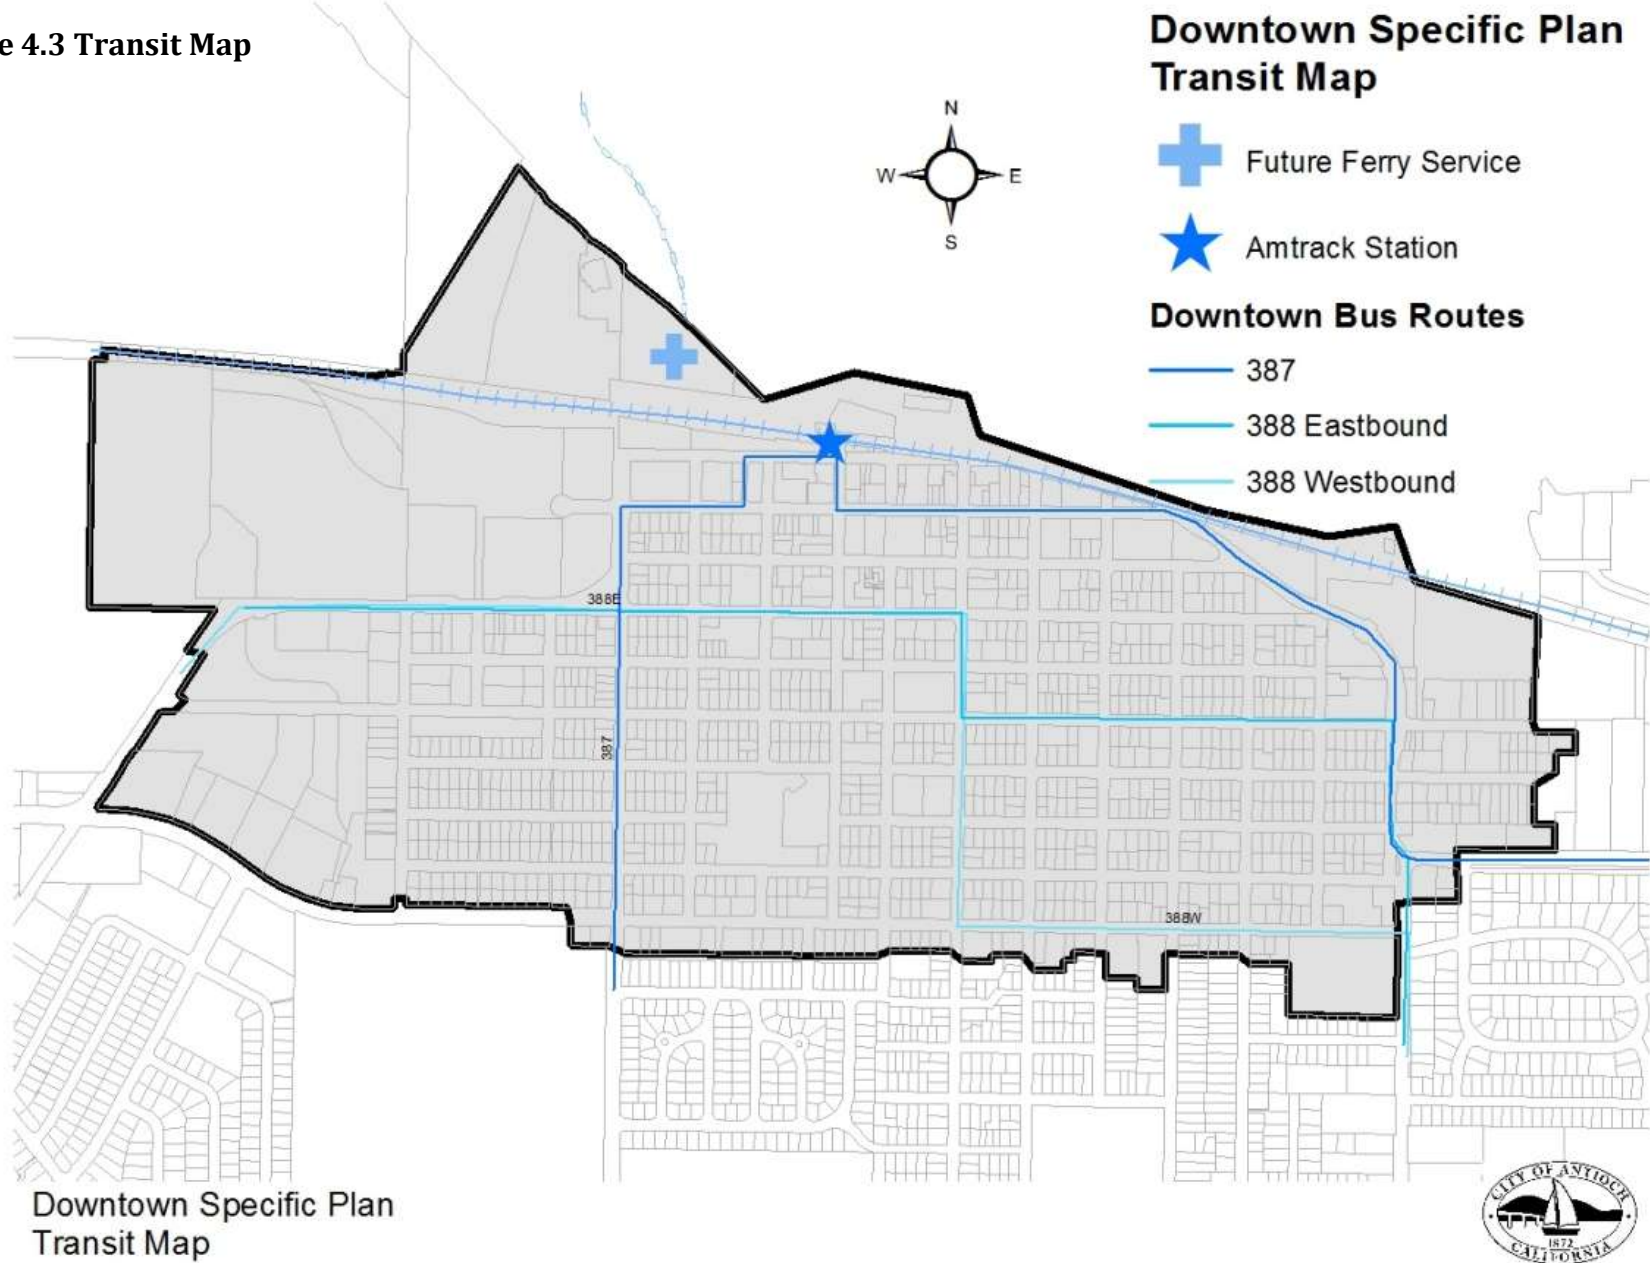 e 4.3 Transit Map
Downtown Specific Plan
Transit Map
N
W E
S
Future Ferry Service
Amtrack Station
Downtown Bus Routes
387
388 Eastbound
388 Westbound
388E
387
388W
Downtown Specific Plan
Transit Map
CITY OF ANTIOCH
1872
CALIFORNIA